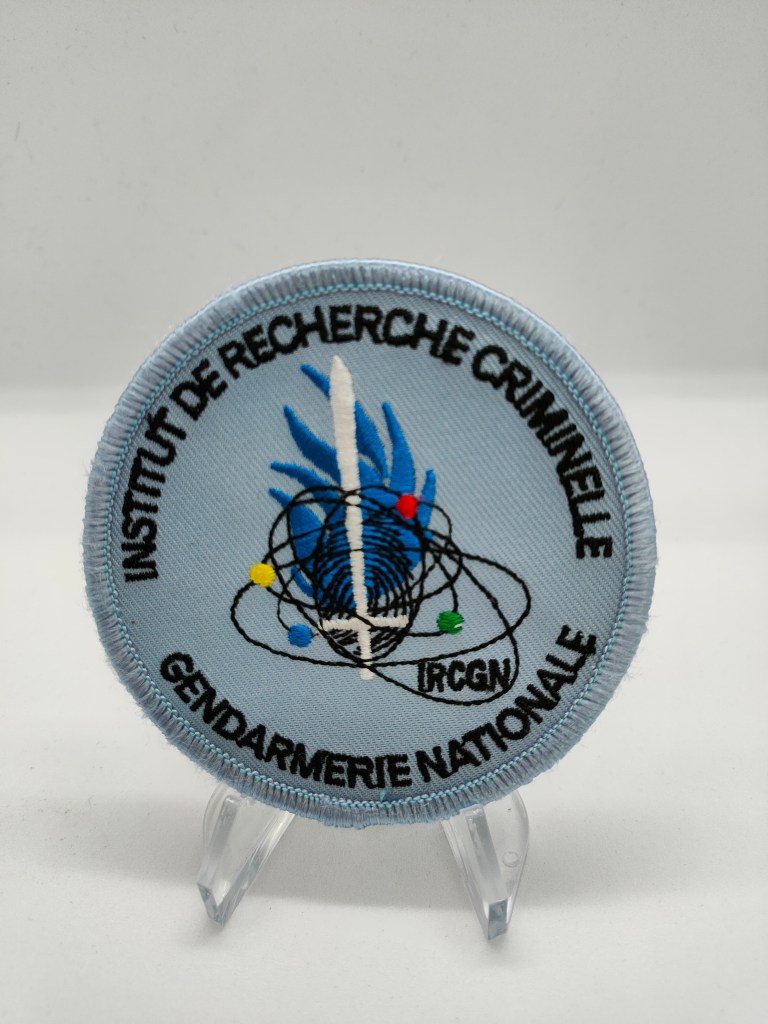 INSTITUT DE RECHERCHE CRIMINELLE
IRCGN
GENDARMERIE NATIONALE